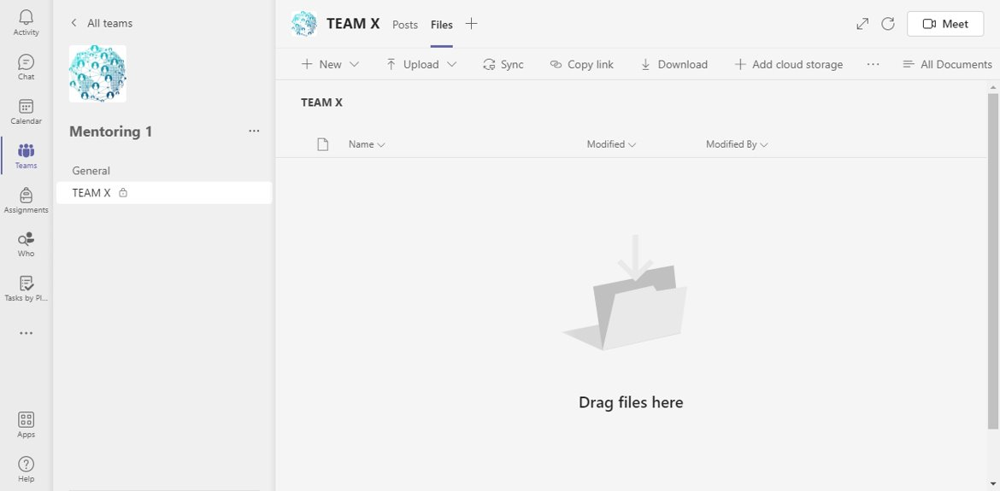 Activity
Chat
Calendar
Teams
Assignments
Who
Tasks by Pl...
Apps
Help
All teams
Mentoring 1
General
TEAM X
TEAM X Posts Files
Meet
New Upload Sync Copy link Download Add cloud storage All Documents
TEAM X
Name Modified Modified By
Drag files here